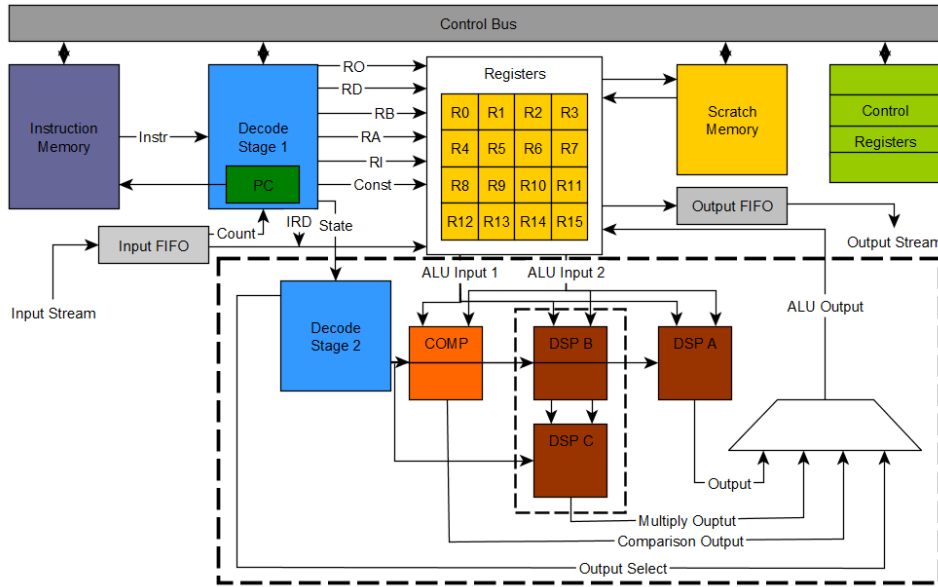 Control Bus
Instruction
Memory
Instr
Decode
Stage 1
PC
RO
RD
RB
RA
RI
Const
Registers
R0 R1 R2 R3
R4 R5 R6 R7
R8 R9 R10 R11
R12 R13 R14 R15
Scratch
Memory
Control
Registers
Input FIFO
Count
IRD
State
Output FIFO
Output Stream
Input Stream
ALU Input 1
ALU Input 2
ALU Output
Decode
Stage 2
COMP
DSP B
DSP A
DSP C
Output
Multiply Ouptut
Comparison Output
Output Select